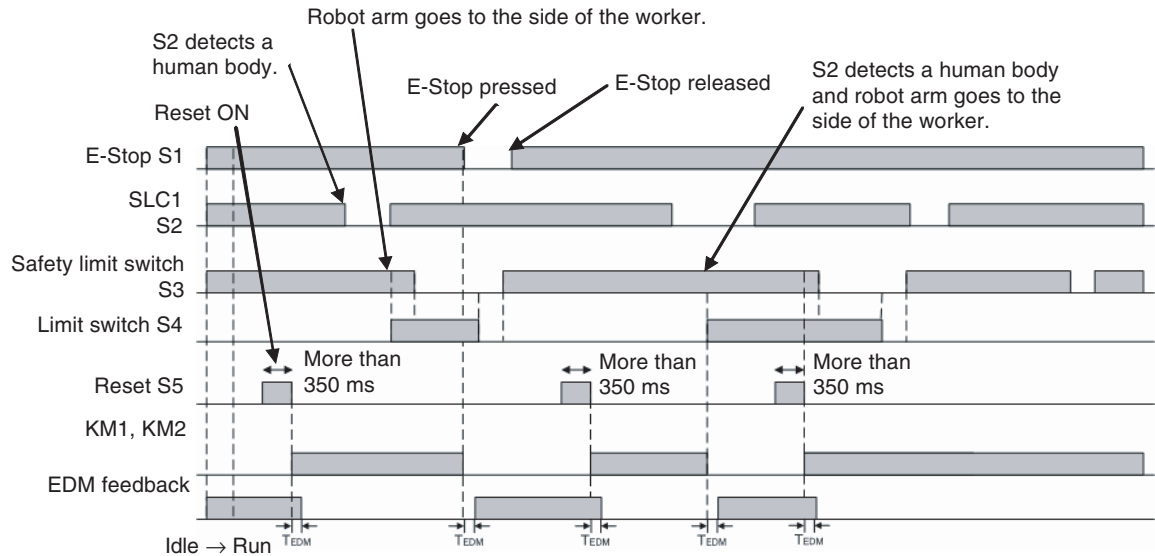 Robot arm goes to the side of the worker.
S2 detects a
human body.
E-Stop pressed
E-Stop released
S2 detects a human body
and robot arm goes to the
side of the worker.
Reset ON
E-Stop S1
SLC1
S2
Safety limit switch
S3
Limit switch S4
More than
350 ms
More than
350 ms
More than
350 ms
Reset S5
KM1, KM2
EDM feedback
TEDM
TEDM
TEDM
TEDM
TEDM
Idle → Run